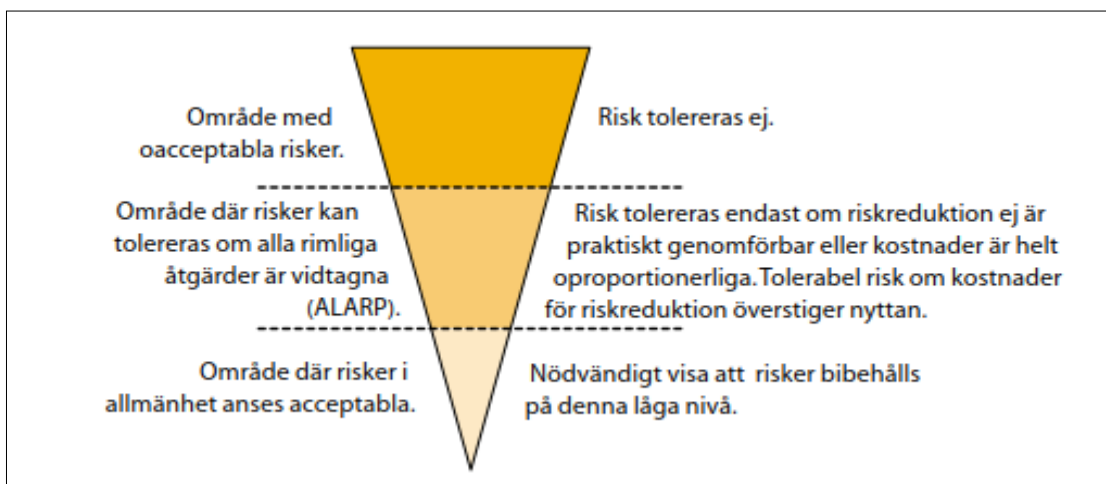 Område med
oacceptabla risker.
Risk tolereras ej.
Område där risker kan
tolereras om alla rimliga
åtgärder är vidtagna
(ALARP).
Risk tolereras endast om riskreduktion ej är
praktiskt genomförbar eller kostnader är helt
oproportionerliga. Tolerabel risk om kostnader
för riskreduktion överstiger nyttan.
Område där risker i
allmänhet anses acceptabla.
Nödvändigt visa att risker bibehålls
på denna låga nivå.